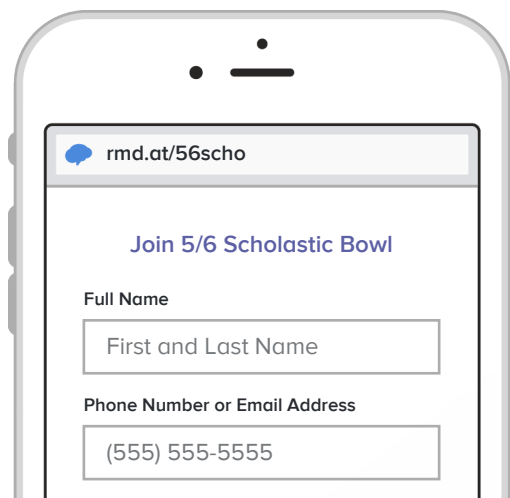 rmd.at/56scho
Join 5/6 Scholastic Bowl
Full Name
First and Last Name
Phone Number or Email Address
(555) 555-5555